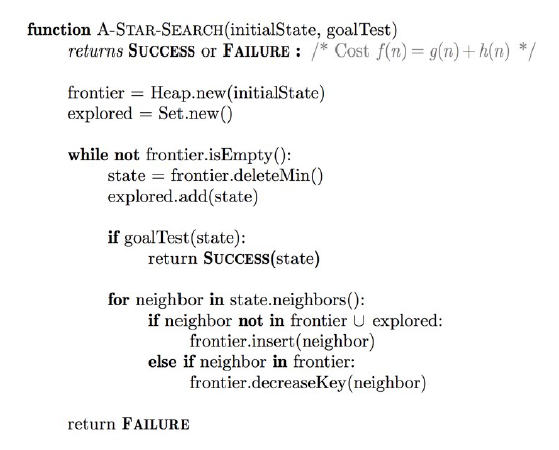 function A-STAR-SEARCH(initialState, goalTest)
returns SUCCESS or FAILURE : /* Cost f(n) = g(n) + h(n) */
frontier = Heap.new(initialState)
explored = Set.new()
while not frontier.isEmpty():
state = frontier.deleteMin()
explored.add(state)
if goalTest(state):
return SUCCESS(state)
for neighbor in state.neighbors():
if neighbor not in frontier ∪ explored:
frontier.insert(neighbor)
else if neighbor in frontier:
frontier.decreaseKey(neighbor)
return FAILURE